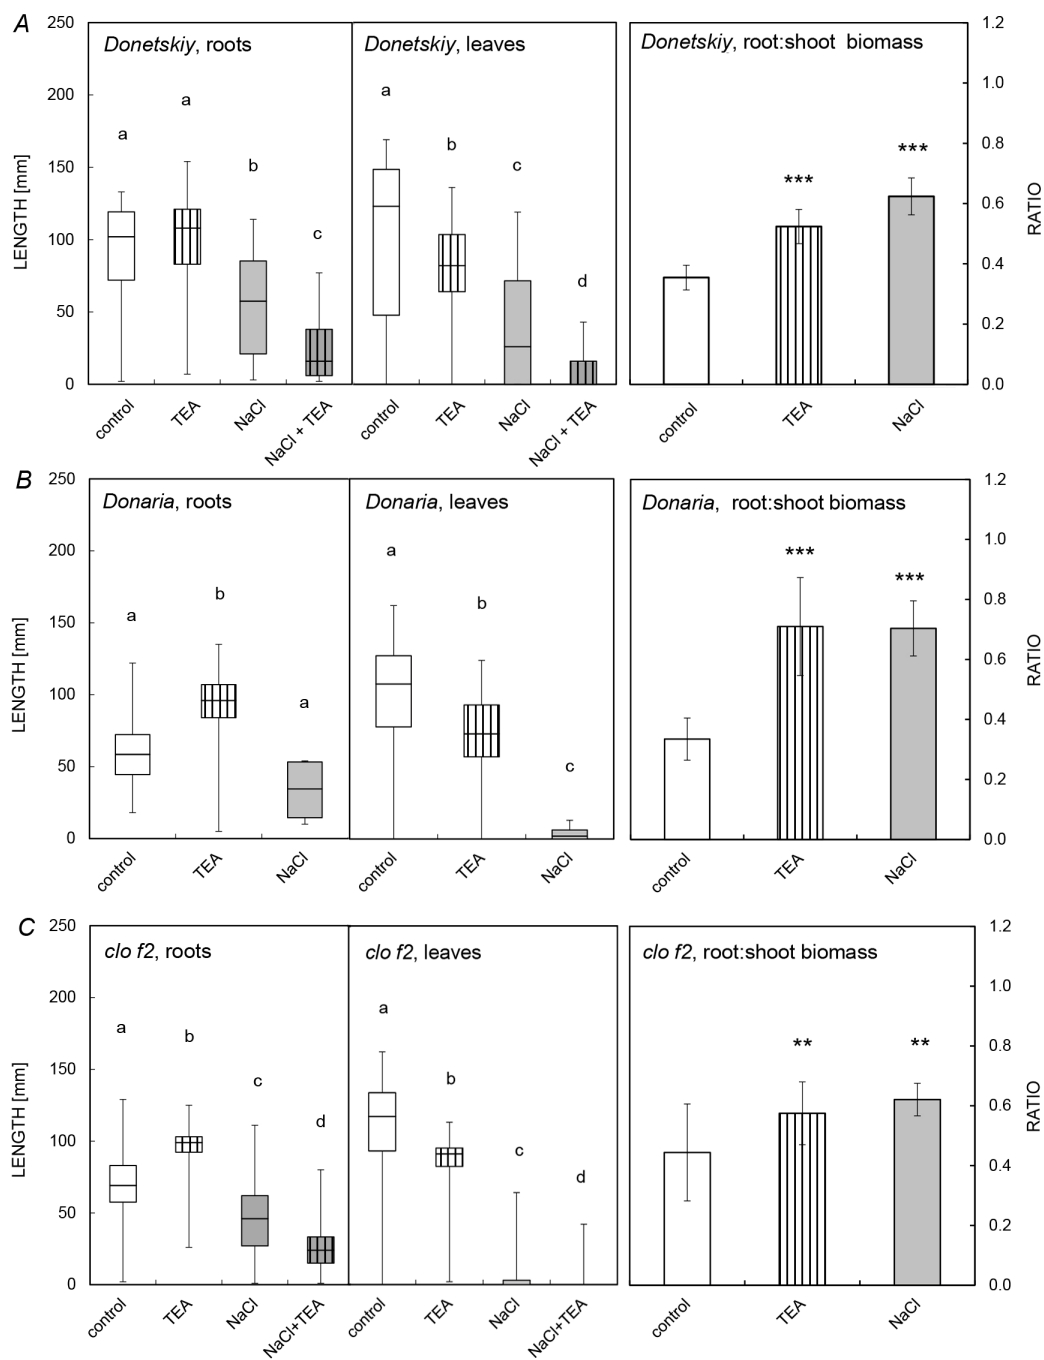 A
250
200
150
100
50
0
LENGTH [mm]
Donetskiy, roots
a
a
b
c
control
TEA
NaCl
NaCl + TEA
Donetskiy, leaves
a
b
c
d
control
TEA
NaCl
NaCl + TEA
Donetskiy, root:shoot biomass
***
***
control
TEA
NaCl
1.2
1.0
0.8
0.6
0.4
0.2
0.0
RATIO
B
250
200
150
100
50
0
LENGTH [mm]
Donaria, roots
a
b
a
control
TEA
NaCl
Donaria, leaves
a
b
c
control
TEA
NaCl
Donaria, root:shoot biomass
***
***
control
TEA
NaCl
1.2
1.0
0.8
0.6
0.4
0.2
0.0
RATIO
C
250
200
150
100
50
0
LENGTH [mm]
clo f2, roots
a
b
c
d
control
TEA
NaCl
NaCl+TEA
clo f2, leaves
a
b
c
d
control
TEA
NaCl
NaCl+TEA
clo f2, root:shoot biomass
**
**
control
TEA
NaCl
1.2
1.0
0.8
0.6
0.4
0.2
0.0
RATIO